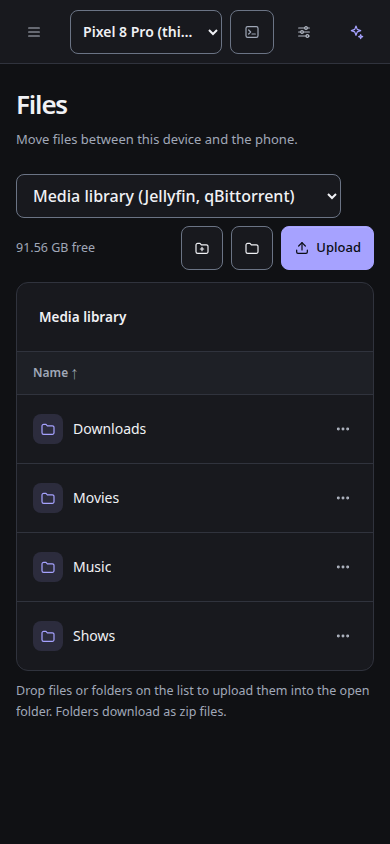 Pixel 8 Pro (thi...
Files
Move files between this device and the phone.
Media library (Jellyfin, qBittorrent)
91.56 GB free
Upload
Media library
Name ↑
Downloads
Movies
Music
Shows
Drop files or folders on the list to upload them into the open
folder. Folders download as zip files.